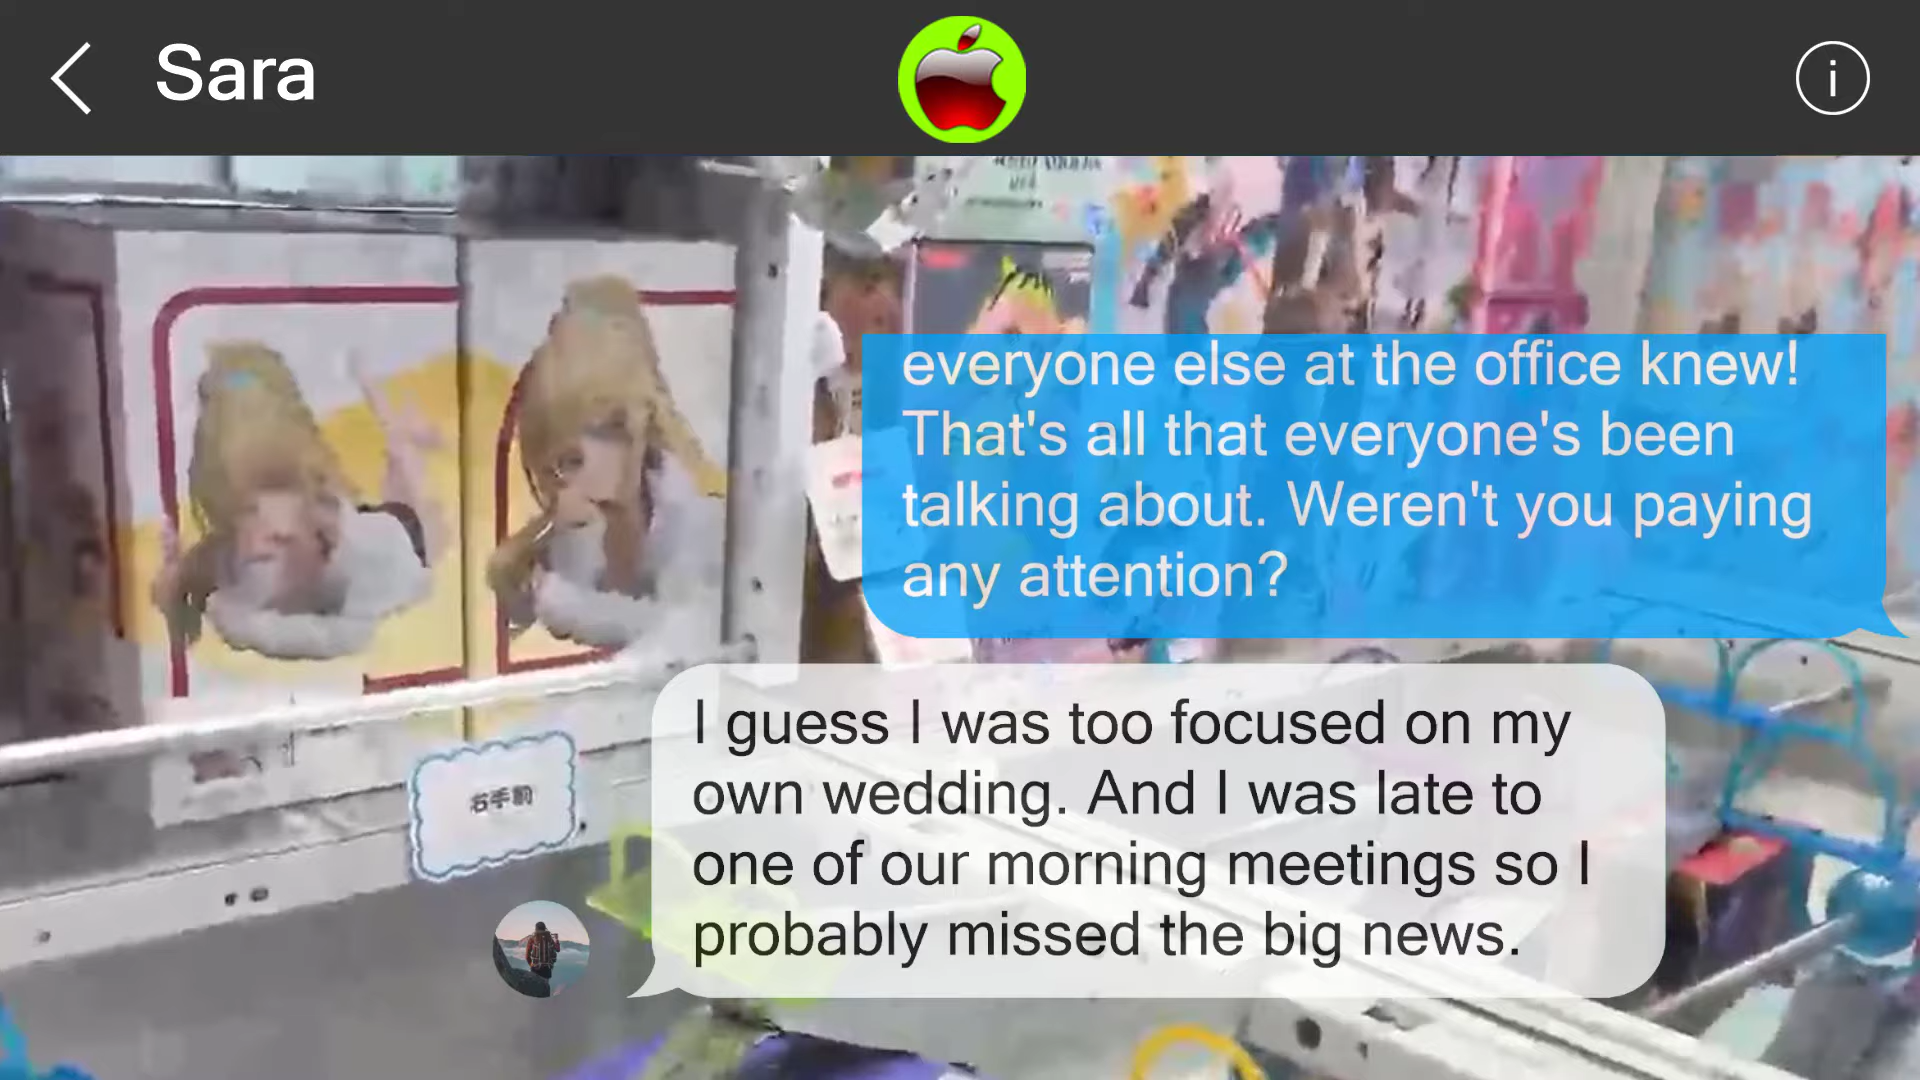 Sara
everyone else at the office knew!
That's all that everyone's been
talking about. Weren't you paying
any attention?
I guess I was too focused on my
own wedding. And I was late to
one of our morning meetings so I
probably missed the big news.
右手前